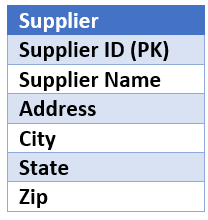 Supplier
Supplier ID (PK)
Supplier Name
Address
City
State
Zip